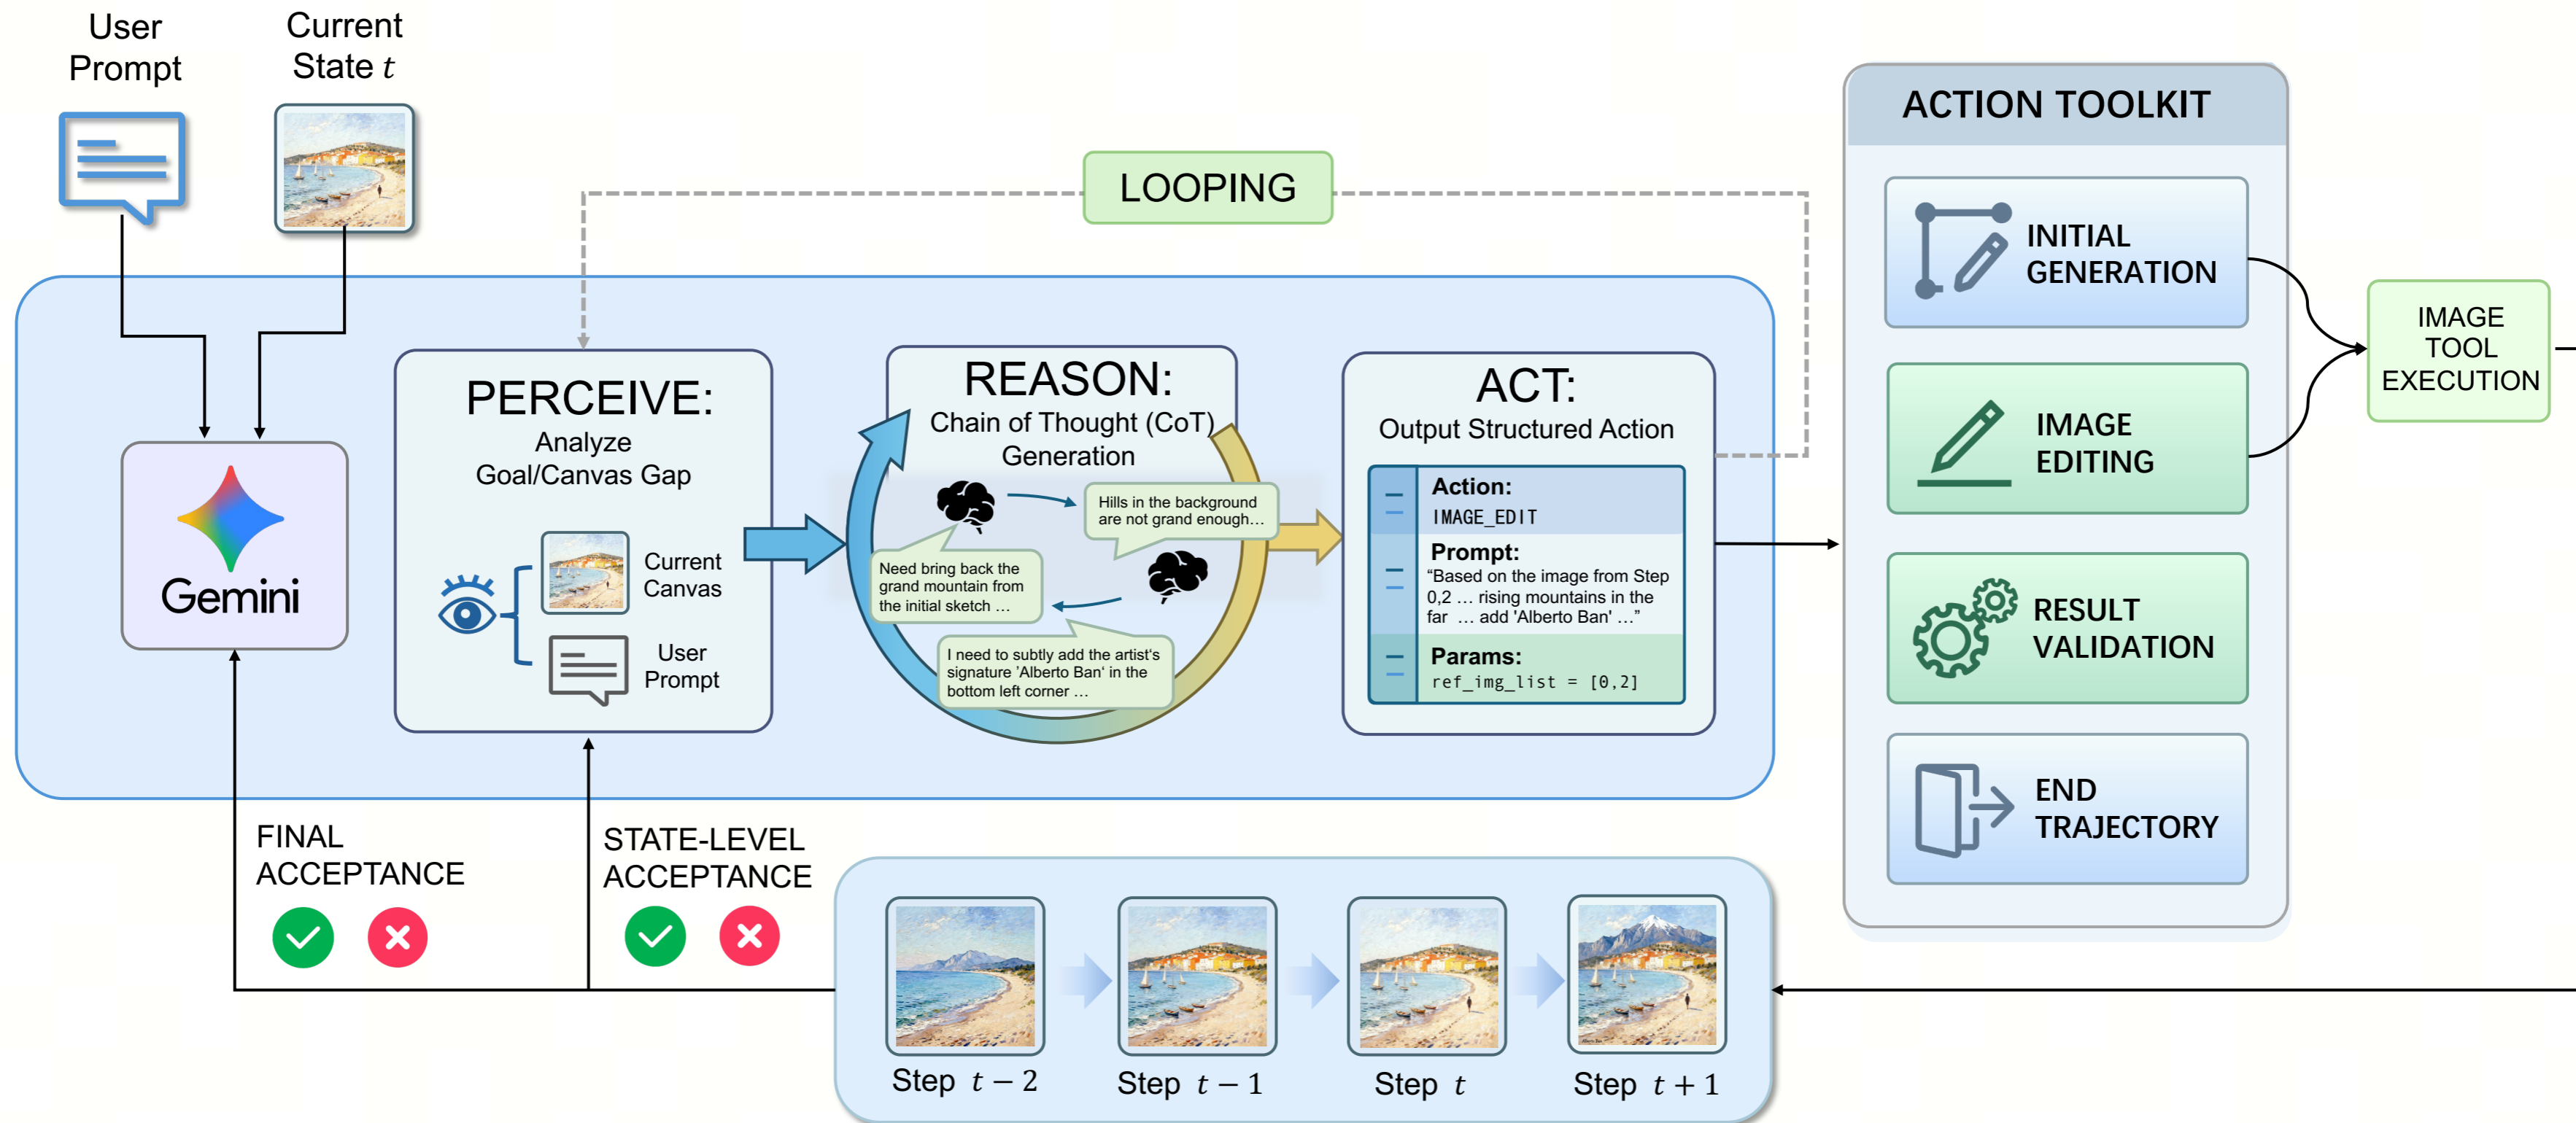 User
Prompt
Current
State t
LOOPING
Gemini
PERCEIVE:
Analyze
Goal/Canvas Gap
Current
Canvas
User
Prompt
REASON:
Chain of Thought (CoT)
Generation
Hills in the background
are not grand enough…
Need bring back the
grand mountain from
the initial sketch …
I need to subtly add the artist‘s
signature ’Alberto Ban‘ in the
bottom left corner …
ACT:
Output Structured Action
Action:
IMAGE_EDIT
Prompt:
“Based on the image from Step
0,2 … rising mountains in the
far … add 'Alberto Ban' …”
Params:
ref_img_list = [0,2]
ACTION TOOLKIT
INITIAL
GENERATION
IMAGE
EDITING
RESULT
VALIDATION
END
TRAJECTORY
IMAGE
TOOL
EXECUTION
FINAL
ACCEPTANCE
STATE-LEVEL
ACCEPTANCE
Step t − 2
Step t − 1
Step t
Step t + 1